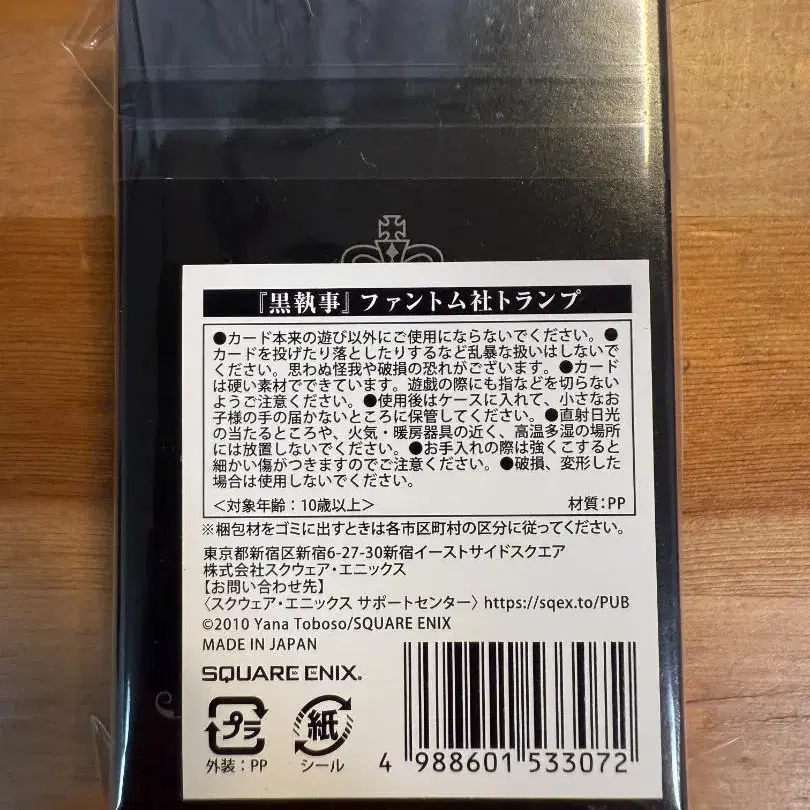 『黒執事』ファントム社トランプ
●カード本来の遊び以外にご使用にならないでください。●
カードを投げたり落としたりするなど乱暴な扱いはしないで
ください。思わぬ怪我や破損の恐れがございます。●カード
は硬い素材でできています。遊戯の際にも指などを切らない
ようご注意ください。●使用後はケースに入れて、小さなお
子様の手の届かないところに保管してください。●直射日光
の当たるところや、火気・暖房器具の近く、高温多湿の場所
には放置しないでください。●お手入れの際は強くこすると
細かい傷がつきますのでご注意ください。●破損、変形した
場合は使用しないでください。
＜対象年齢：10歳以上＞ 材質：PP
※梱包材をゴミに出すときは各市区町村の区分に従ってください。
東京都新宿区新宿6-27-30新宿イーストサイドスクエア
株式会社スクウェア・エニックス
【お問い合わせ先】
〈スクウェア・エニックス サポートセンター〉https://sqex.to/PUB
©2010 Yana Toboso/SQUARE ENIX
MADE IN JAPAN
SQUARE ENIX.
プラ 紙
外装：PP シール
4 988601 533072